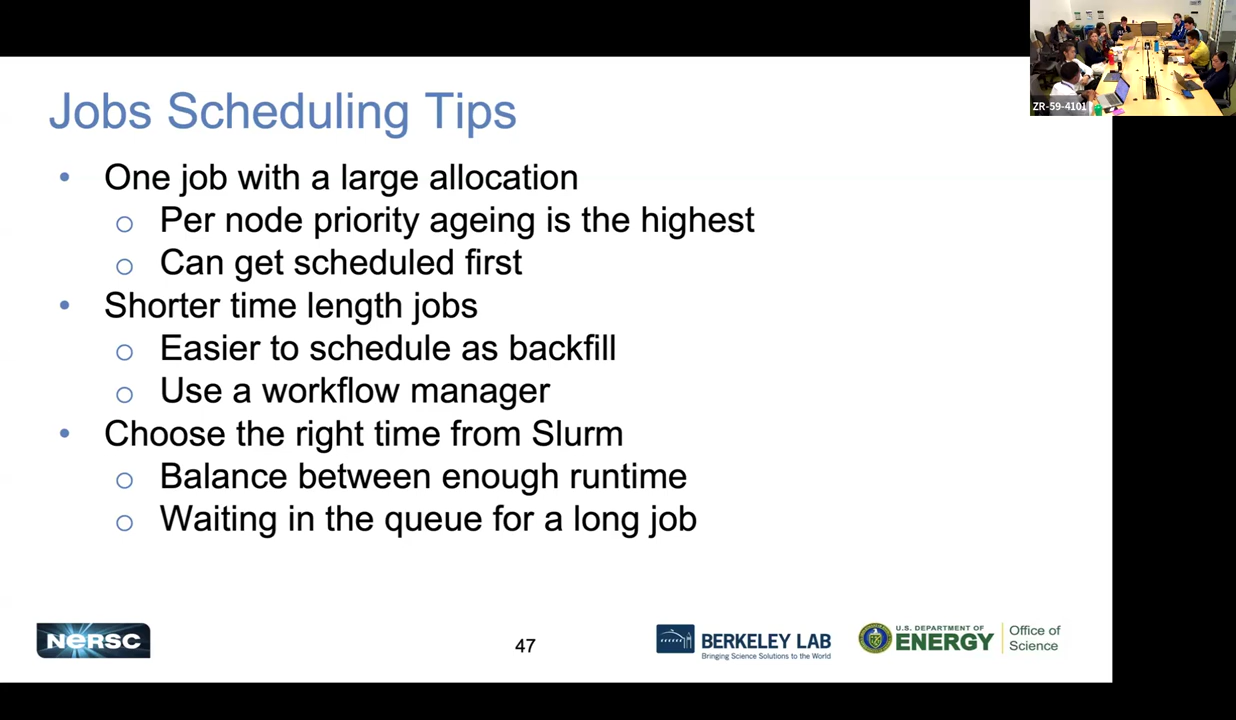 Jobs Scheduling Tips
• One job with a large allocation
○ Per node priority ageing is the highest
○ Can get scheduled first
• Shorter time length jobs
○ Easier to schedule as backfill
○ Use a workflow manager
• Choose the right time from Slurm
○ Balance between enough runtime
○ Waiting in the queue for a long job
ZR-59-4101
NERSC
47
BERKELEY LAB
Bringing Science Solutions to the World
U.S. DEPARTMENT OF
ENERGY
Office of
Science